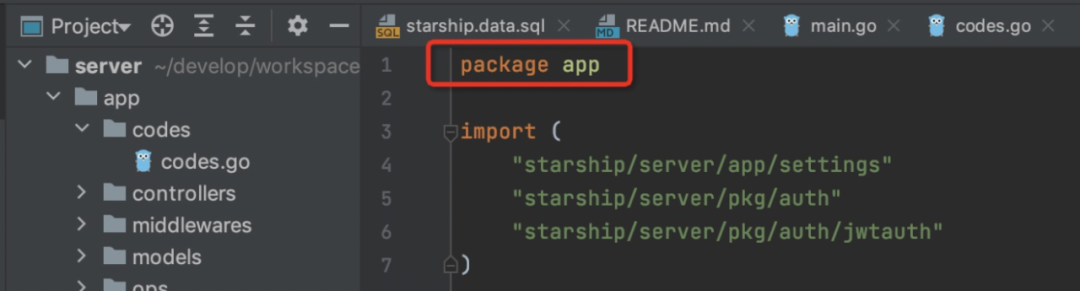 Project
starship.data.sql
README.md
main.go
codes.go
server ~/develop/workspace
app
codes
codes.go
controllers
middlewares
models
ops
1 package app
2
3 import (
4 "starship/server/app/settings"
5 "starship/server/pkg/auth"
6 "starship/server/pkg/auth/jwtauth"
7 )